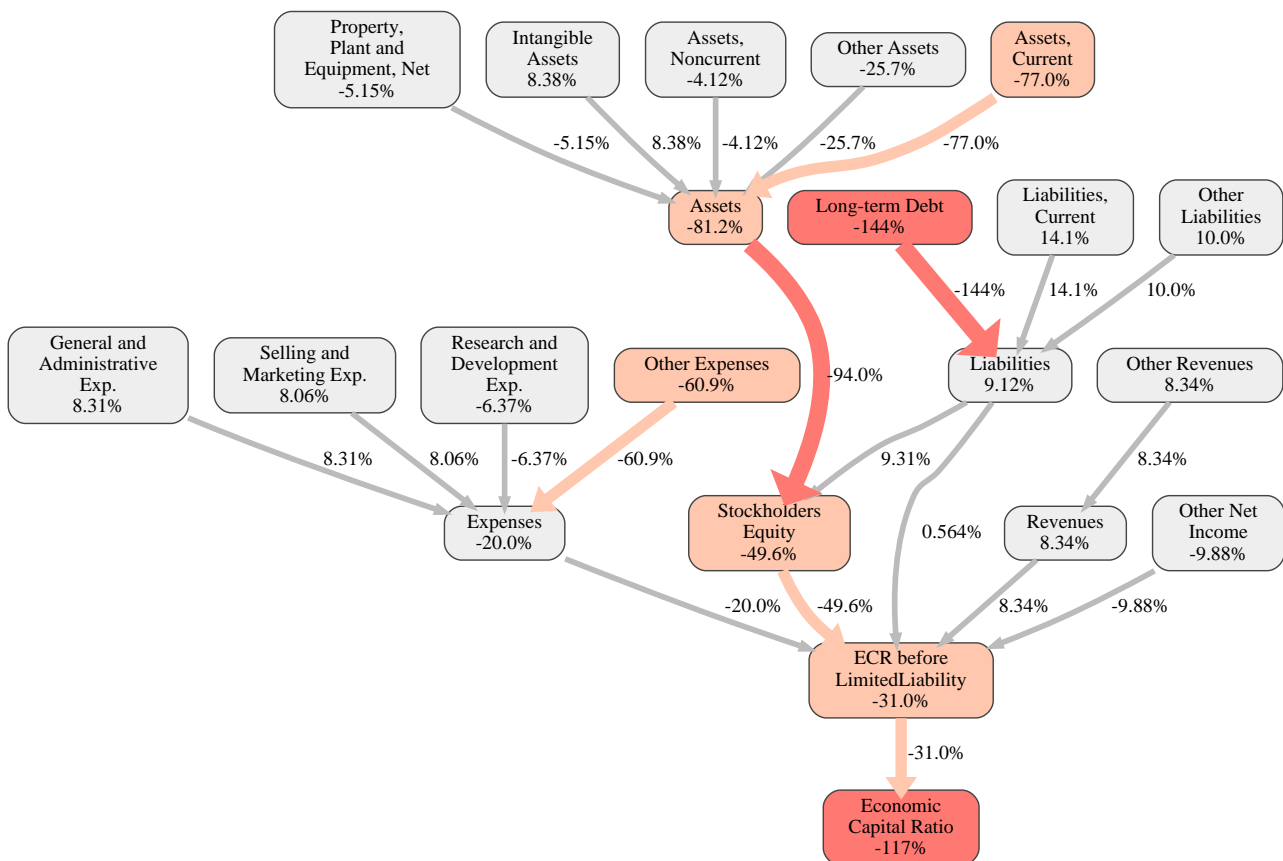 Property,
Plant and
Equipment, Net
-5.15%
Intangible
Assets
8.38%
Assets,
Noncurrent
-4.12%
Other Assets
-25.7%
Assets,
Current
-77.0%
-5.15%
8.38%
-4.12%
-25.7%
-77.0%
Assets
-81.2%
Long-term Debt
-144%
Liabilities,
Current
14.1%
Other
Liabilities
10.0%
-144%
14.1%
10.0%
General and
Administrative
Exp.
8.31%
Selling and
Marketing Exp.
8.06%
Research and
Development
Exp.
-6.37%
Other Expenses
-60.9%
-94.0%
Liabilities
9.12%
Other Revenues
8.34%
8.31%
8.06%
-6.37%
-60.9%
9.31%
8.34%
Expenses
-20.0%
Stockholders
Equity
-49.6%
0.564%
Revenues
8.34%
Other Net
Income
-9.88%
-20.0%
-49.6%
8.34%
-9.88%
ECR before
LimitedLiability
-31.0%
-31.0%
Economic
Capital Ratio
-117%